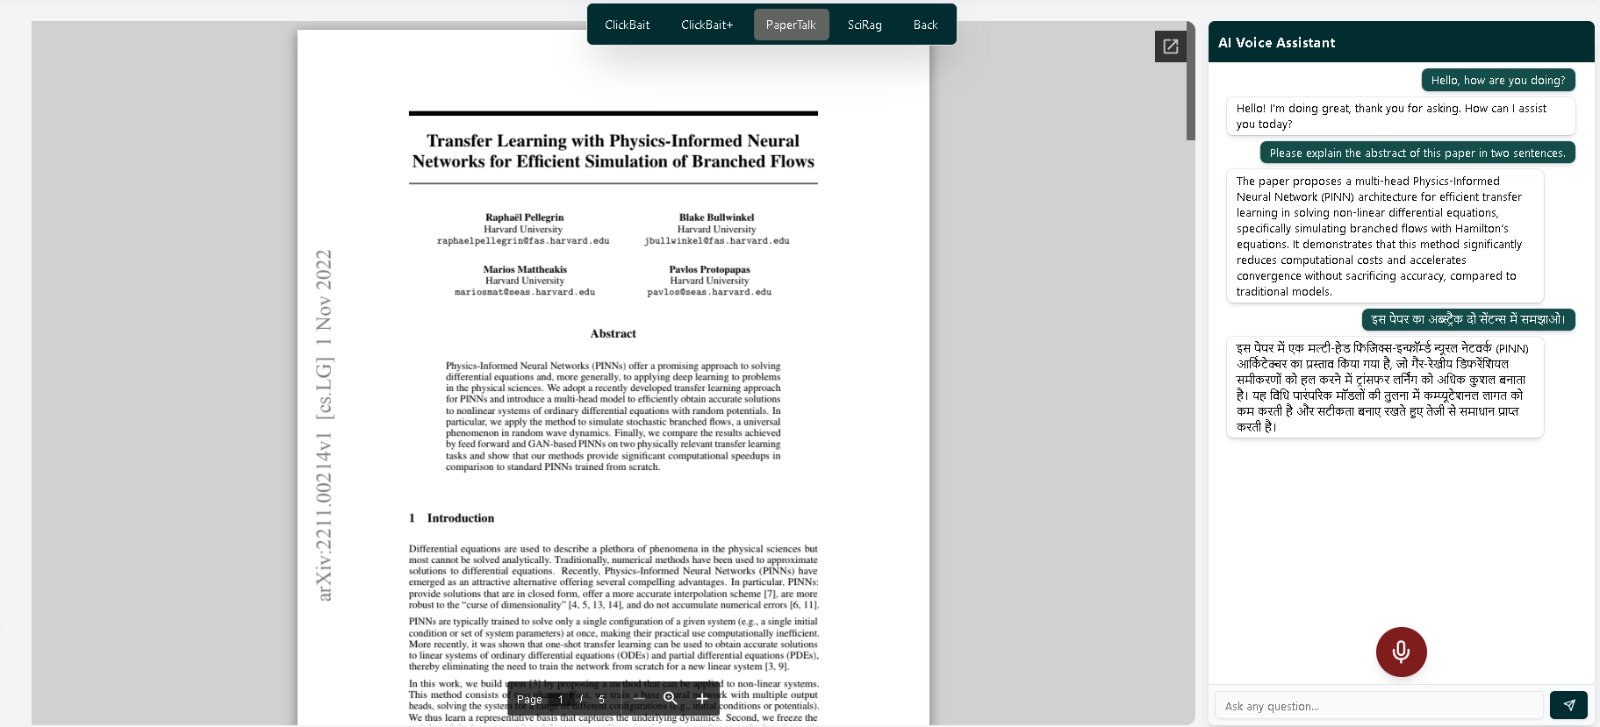 ClickBait
ClickBait+
PaperTalk
SciRag
Back
Transfer Learning with Physics-Informed Neural
Networks for Efficient Simulation of Branched Flows
Raphaël Pellegrin
Harvard University
raphaelpellegrin@fas.harvard.edu
Blake Bullwinkel
Harvard University
jbullwinkel@fas.harvard.edu
Marios Mattheakis
Harvard University
mariosmat@seas.harvard.edu
Pavlos Protopapas
Harvard University
pavlos@seas.harvard.edu
arXiv:2211.00214v1 [cs.LG] 1 Nov 2022
Abstract
Physics-Informed Neural Networks (PINNs) offer a promising approach to solving
differential equations and, more generally, to applying deep learning to problems
in the physical sciences. We adopt a recently developed transfer learning approach
for PINNs and introduce a multi-head model to efficiently obtain accurate solutions
to nonlinear systems of ordinary differential equations with random potentials. In
particular, we apply the method to simulate stochastic branched flows, a universal
phenomenon in random wave dynamics. Finally, we compare the results achieved
by feed forward and GAN-based PINNs on two physically relevant transfer learning
tasks and show that our methods provide significant computational speedups in
comparison to standard PINNs trained from scratch.
1 Introduction
Differential equations are used to describe a plethora of phenomena in the physical sciences but
most cannot be solved analytically. Traditionally, numerical methods have been used to approximate
solutions to differential equations. Recently, Physics-Informed Neural Networks (PINNs) have
emerged as an attractive alternative offering several compelling advantages. In particular, PINNs:
provide solutions that are in closed form, offer a more accurate interpolation scheme [7], are more
robust to the “curse of dimensionality” [4, 5, 13, 14], and do not accumulate numerical errors [6, 11].
PINNs are typically trained to solve only a single configuration of a given system (e.g., a single initial
condition or set of system parameters) at once, making their practical use computationally inefficient.
More recently, it was shown that one-shot transfer learning can be used to obtain accurate solutions
to linear systems of ordinary differential equations (ODEs) and partial differential equations (PDEs),
thereby eliminating the need to train the network from scratch for a new linear system [3, 9].
In this work, we build upon [3] by proposing a method that can be applied to non-linear systems.
This method consists of two phases. First, we train a base neural network with multiple output
heads, solving the system for a range of different configurations (e.g., initial conditions or potentials).
We thus learn a representative basis that captures the underlying dynamics. Second, we freeze the
Page 1 / 6
AI Voice Assistant
Hello, how are you doing?
Hello! I'm doing great, thank you for asking. How can I assist
you today?
Please explain the abstract of this paper in two sentences.
The paper proposes a multi-head Physics-Informed
Neural Network (PINN) architecture for efficient transfer
learning in solving non-linear differential equations,
specifically simulating branched flows with Hamilton's
equations. It demonstrates that this method significantly
reduces computational costs and accelerates
convergence without sacrificing accuracy, compared to
traditional models.
इस पेपर का अब्स्ट्रैक दो सेंटन्स में समझाओ।
इस पेपर में एक मल्टी-हेड फिजिक्स-इन्फॉर्म्ड न्यूरल नेटवर्क (PINN)
आर्किटेक्चर का प्रस्ताव किया गया है, जो गैर-रेखीय डिफरेंशियल
समीकरणों को हल करने में ट्रांसफर लर्निंग को अधिक कुशल बनाता
है। यह विधि पारंपरिक मॉडलों की तुलना में कम्प्यूटेशनल लागत को
कम करती है और सटीकता बनाए रखते हुए तेजी से समाधान प्राप्त
करती है।
Ask any question...